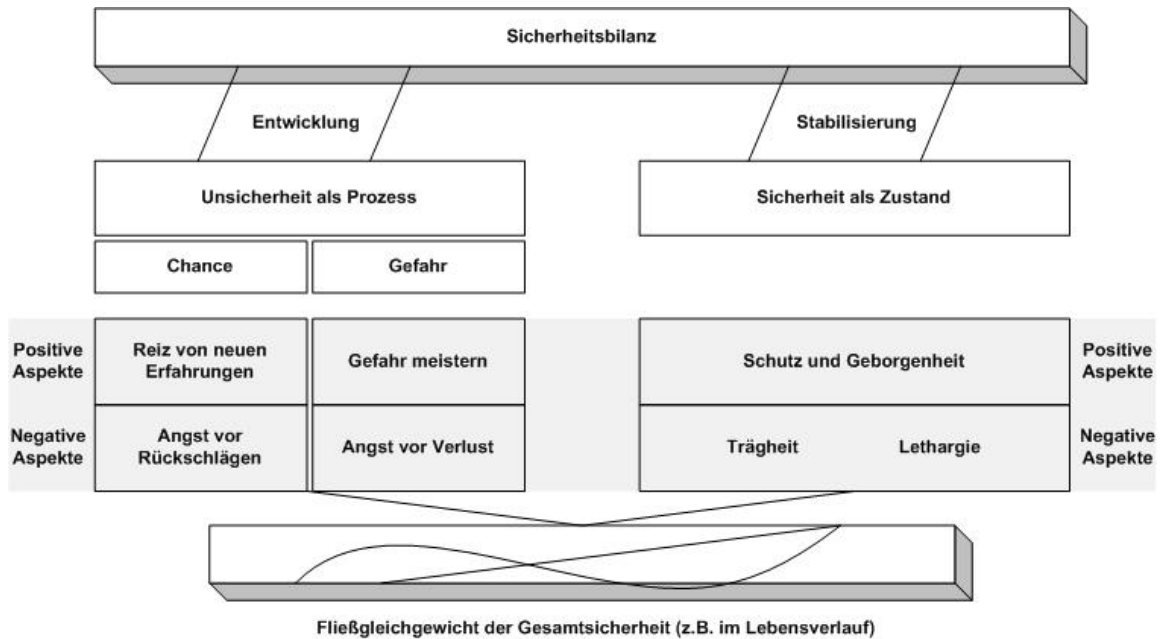 Sicherheitsbilanz
Entwicklung
Stabilisierung
Unsicherheit als Prozess
Sicherheit als Zustand
Chance
Gefahr
Positive
Aspekte
Reiz von neuen
Erfahrungen
Gefahr meistern
Schutz und Geborgenheit
Positive
Aspekte
Negative
Aspekte
Angst vor
Rückschlägen
Angst vor Verlust
Trägheit
Lethargie
Negative
Aspekte
Fließgleichgewicht der Gesamtsicherheit (z.B. im Lebensverlauf)